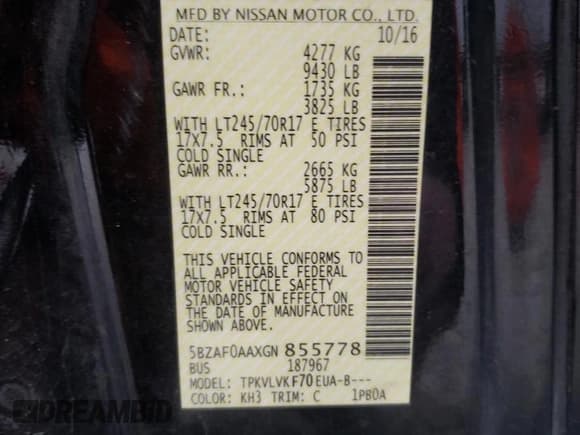 MFD BY NISSAN MOTOR CO., LTD.
DATE: 10/16
GVWR: 4277 KG
9430 LB
GAWR FR.: 1735 KG
3825 LB
WITH LT245/70R17 E TIRES
17X7.5 RIMS AT 50 PSI
COLD SINGLE
GAWR RR.: 2665 KG
5875 LB
WITH LT245/70R17 E TIRES
17X7.5 RIMS AT 80 PSI
COLD SINGLE
THIS VEHICLE CONFORMS TO
ALL APPLICABLE FEDERAL
MOTOR VEHICLE SAFETY
STANDARDS IN EFFECT ON
THE DATE OF MANUFACTURE
SHOWN ABOVE.
5BZAF0AAXGN 855778
BUS 187967
MODEL: TPKVLVKF70EUA-B---
COLOR: KH3 TRIM: C 1PB0A
DREAMBID